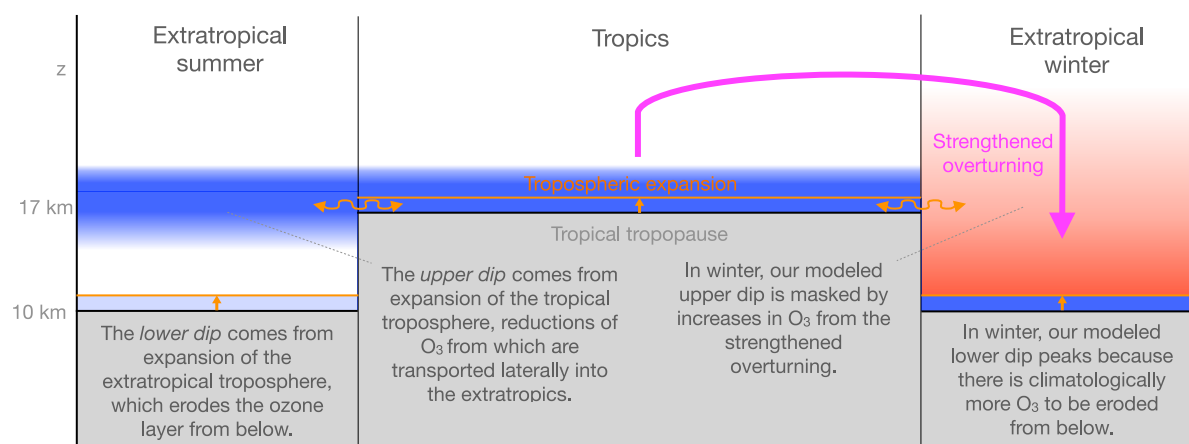 Extratropical
summer
Tropics
Extratropical
winter
z
Strengthened
overturning
Tropospheric expansion
17 km
Tropical tropopause
The upper dip comes from
expansion of the tropical
troposphere, reductions of
O₃ from which are
transported laterally into
the extratropics.
In winter, our modeled
upper dip is masked by
increases in O₃ from the
strengthened
overturning.
10 km
The lower dip comes from
expansion of the
extratropical troposphere,
which erodes the ozone
layer from below.
In winter, our modeled
lower dip peaks because
there is climatologically
more O₃ to be eroded
from below.